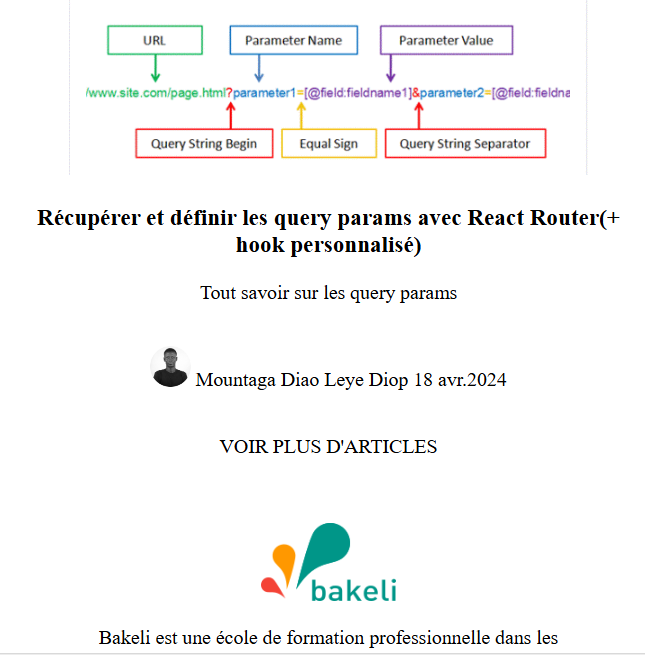 URL
Parameter Name
Parameter Value
/www.site.com/page.html?parameter1=[@field:fieldname1]&parameter2=[@field:fieldna
Query String Begin
Equal Sign
Query String Separator
Récupérer et définir les query params avec React Router(+
hook personnalisé)
Tout savoir sur les query params
Mountaga Diao Leye Diop 18 avr.2024
VOIR PLUS D'ARTICLES
bakeli
Bakeli est une école de formation professionnelle dans les